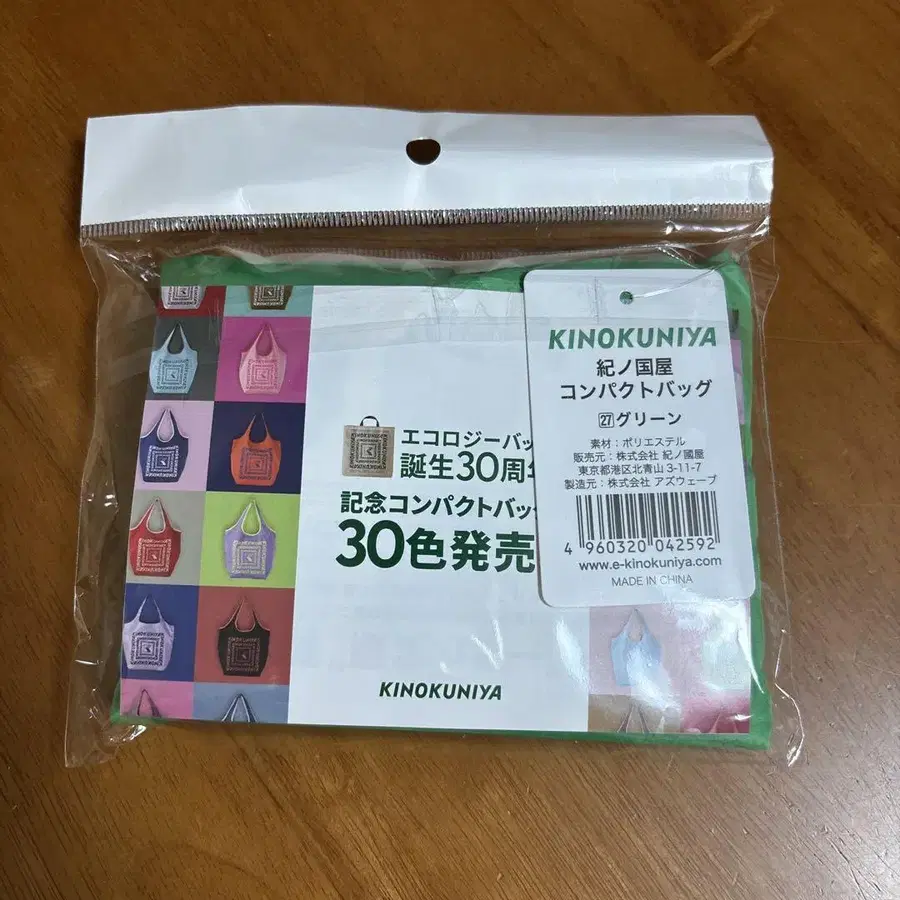 エコロジーバッ
誕生30周年
記念コンパクトバッグ
30色発売
KINOKUNIYA
KINOKUNIYA
紀ノ国屋
コンパクトバッグ
27グリーン
素材：ポリエステル
販売元：株式会社 紀ノ國屋
東京都港区北青山 3-11-7
製造元：株式会社 アズウェーブ
4 960320 042592
www.e-kinokuniya.com
MADE IN CHINA